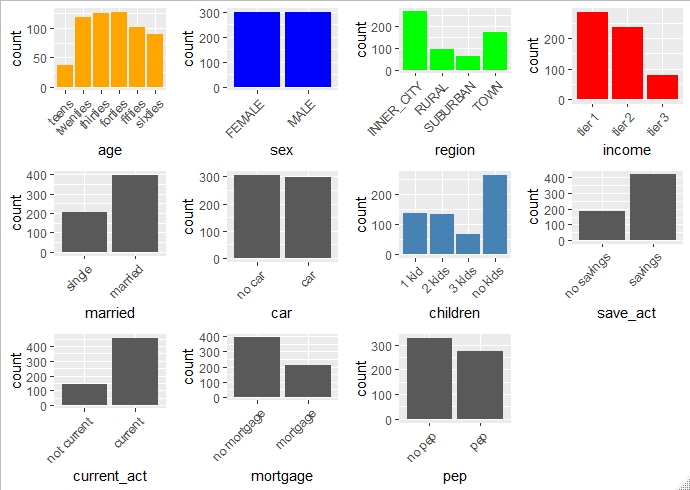 count
100
50
0
teens
twenties
thirties
forties
fifties
sixties
age
count
300
200
100
0
FEMALE
MALE
sex
count
200
100
0
INNER_CITY
RURAL
SUBURBAN
TOWN
region
count
200
100
0
tier 1
tier 2
tier 3
income
count
400
300
200
100
0
single
married
married
count
300
200
100
0
no car
car
car
count
200
100
0
1 kid
2 kids
3 kids
no kids
children
count
400
300
200
100
0
no savings
savings
save_act
count
400
300
200
100
0
not current
current
current_act
count
400
300
200
100
0
no mortgage
mortgage
mortgage
count
300
200
100
0
no pep
pep
pep